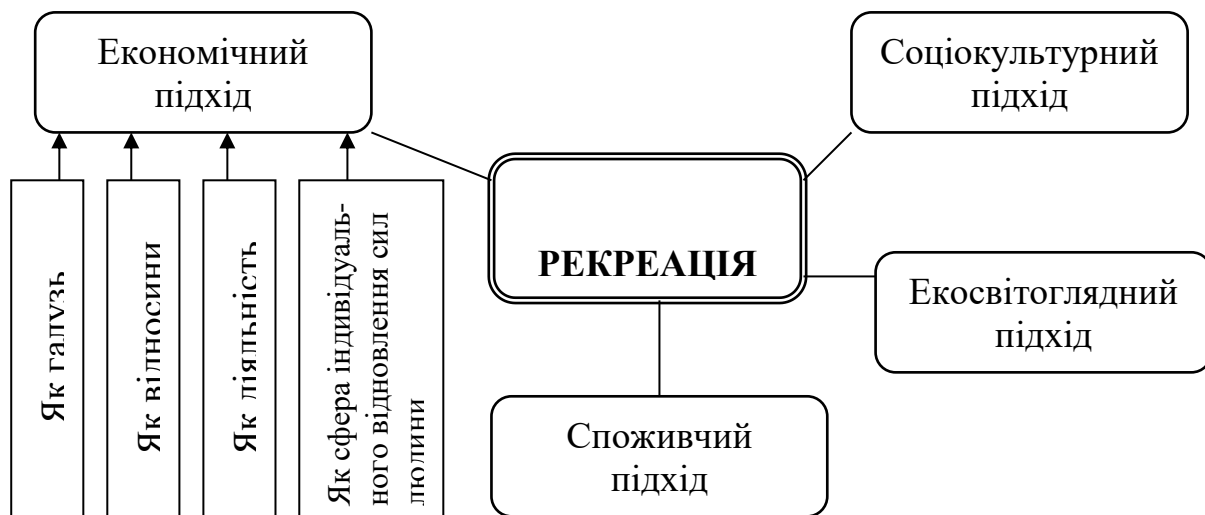 Економічний
підхід
Соціокультурний
підхід
РЕКРЕАЦІЯ
Екосвітоглядний
підхід
Споживчий
підхід
Як галузь
Як відносини
Як діяльність
Як сфера індивідуаль-
ного відновлення сил
людини